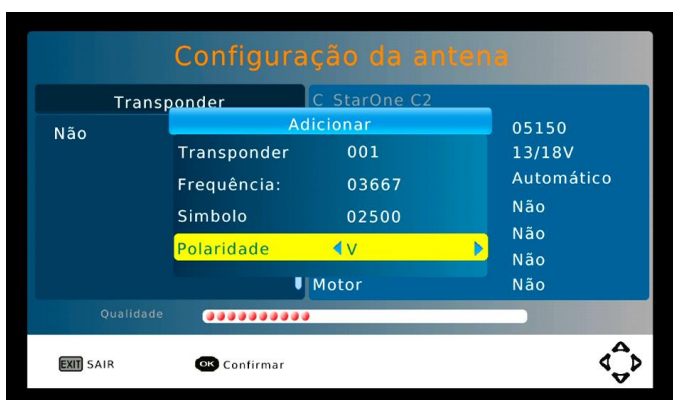 Configuração da antena
Transponder
C StarOne C2
Não
Adicionar
Transponder 001
Frequência: 03667
Simbolo 02500
Polaridade V
05150
13/18V
Automático
Não
Não
Não
Motor Não
Qualidade
EXIT SAIR
OK Confirmar